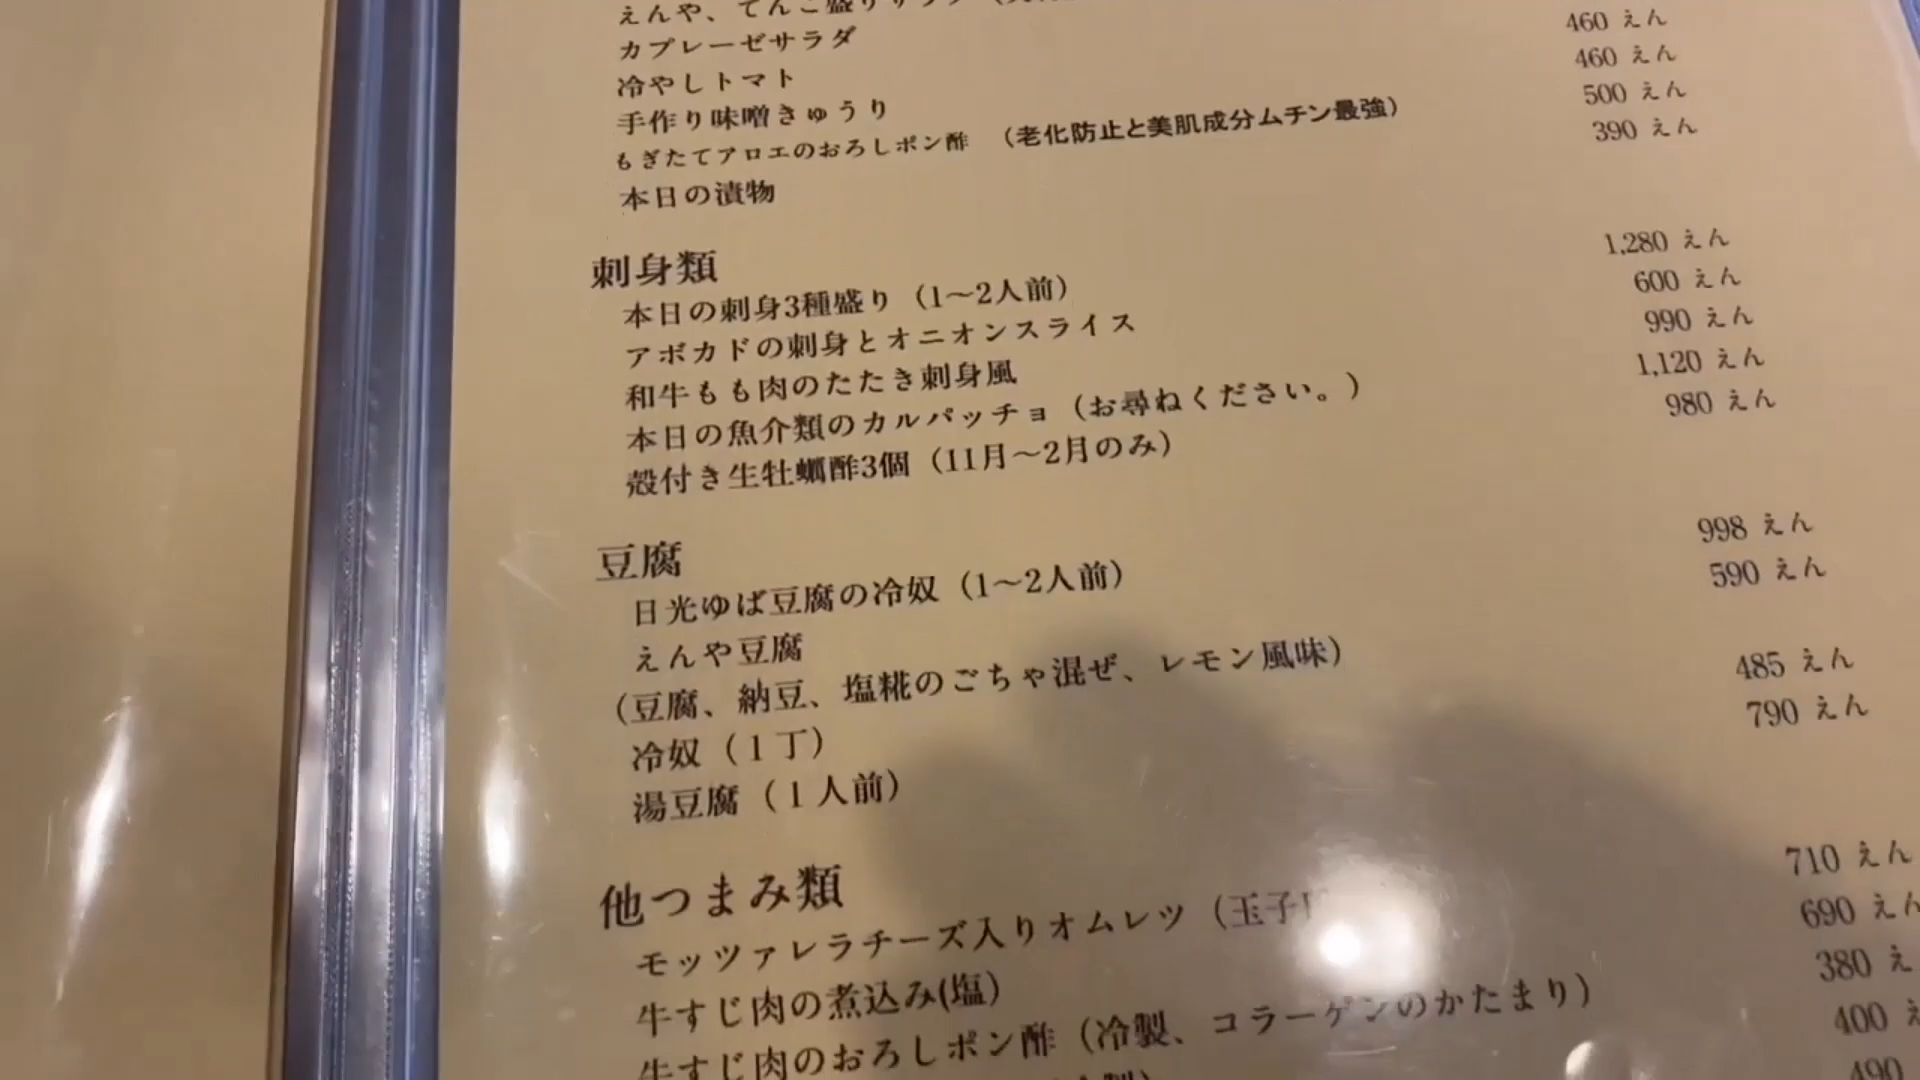 えんや、てんこ盛りサラダ
カプレーゼサラダ
460 えん
冷やしトマト
460 えん
手作り味噌きゅうり
500 えん
もぎたてアロエのおろしポン酢 (老化防止と美肌成分ムチン最強)
390 えん
本日の漬物
刺身類
本日の刺身3種盛り(1～2人前)
1,280 えん
アボカドの刺身とオニオンスライス
600 えん
和牛もも肉のたたき刺身風
990 えん
本日の魚介類のカルパッチョ(お尋ねください。)
1,120 えん
殻付き生牡蠣酢3個(11月～2月のみ)
980 えん
豆腐
日光ゆば豆腐の冷奴(1～2人前)
998 えん
えんや豆腐
590 えん
(豆腐、納豆、塩糀のごちゃ混ぜ、レモン風味)
冷奴(1丁)
485 えん
湯豆腐(1人前)
790 えん
他つまみ類
モッツァレラチーズ入りオムレツ(玉子
710 えん
牛すじ肉の煮込み(塩)
690 えん
牛すじ肉のおろしポン酢(冷製、コラーゲンのかたまり)
380 え
400 え
490